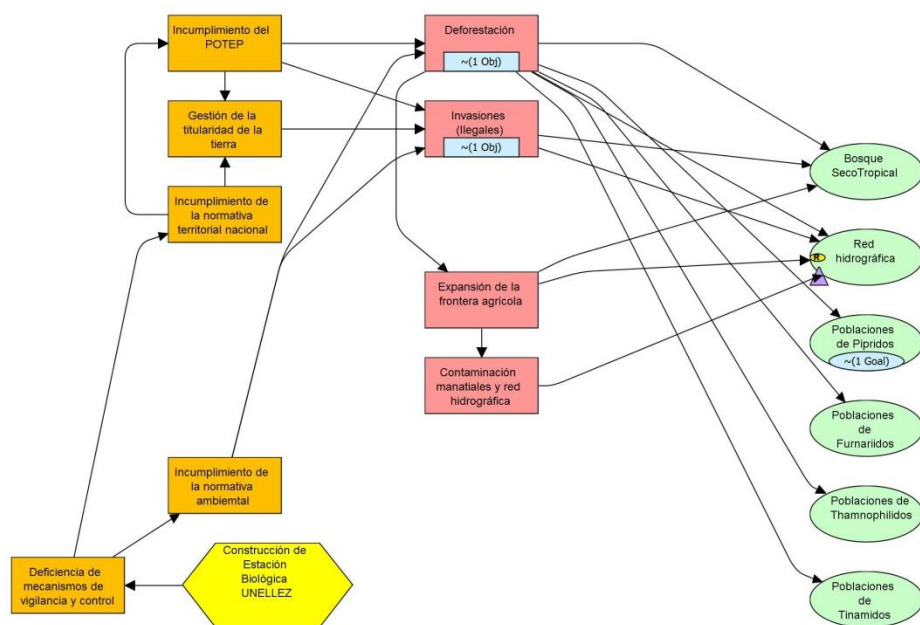 Incumplimiento del
POTEP
Gestión de la
titularidad de la
tierra
Incumplimiento de
la normativa
territorial nacional
Incumplimiento de
la normativa
ambiemtal
Deficiencia de
mecanismos de
vigilancia y control
Construcción de
Estación
Biológica
UNELLEZ
Deforestación
~(1 Obj)
Invasiones
(Ilegales)
~(1 Obj)
Expansión de la
frontera agrícola
Contaminación
manatiales y red
hidrográfica
Bosque
SecoTropical
Red
hidrográfica
R
Poblaciones
de Pipridos
~(1 Goal)
Poblaciones
de
Furnariidos
Poblaciones de
Thamnophilidos
Poblaciones
de
Tinamidos